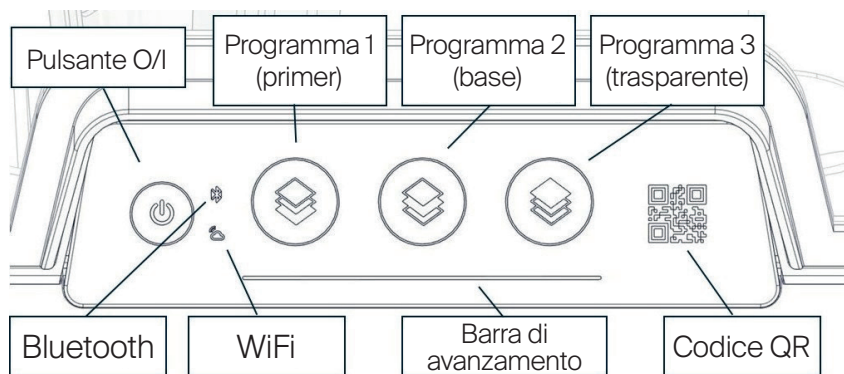 Pulsante O/I
Programma 1
(primer)
Programma 2
(base)
Programma 3
(trasparente)
Bluetooth
WiFi
Barra di
avanzamento
Codice QR